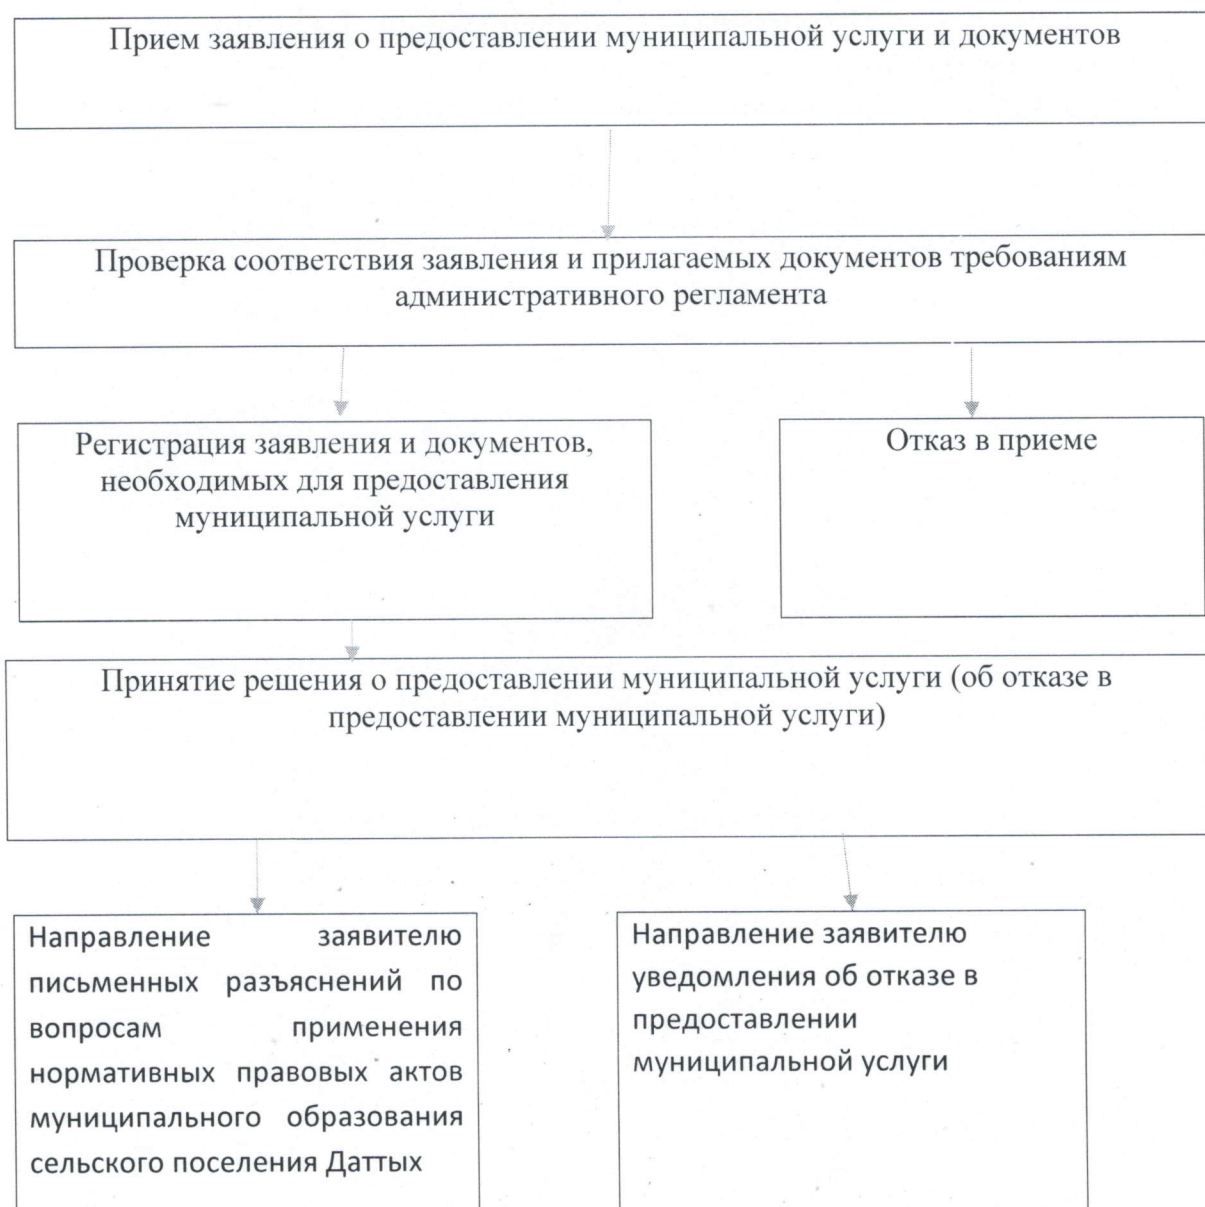 Прием заявления о предоставлении муниципальной услуги и документов
Проверка соответствия заявления и прилагаемых документов требованиям
административного регламента
Регистрация заявления и документов,
необходимых для предоставления
муниципальной услуги
Отказ в приеме
Принятие решения о предоставлении муниципальной услуги (об отказе в
предоставлении муниципальной услуги)
Направление заявителю
письменных разъяснений по
вопросам применения
нормативных правовых актов
муниципального образования
сельского поселения Даттых
Направление заявителю
уведомления об отказе в
предоставлении
муниципальной услуги